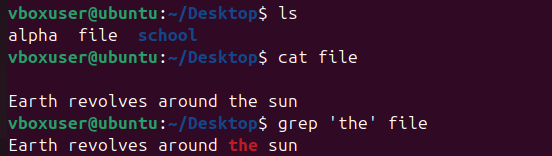 vboxuser@ubuntu:~/Desktop$ ls
alpha  file  school
vboxuser@ubuntu:~/Desktop$ cat file

Earth revolves around the sun
vboxuser@ubuntu:~/Desktop$ grep 'the' file
Earth revolves around the sun